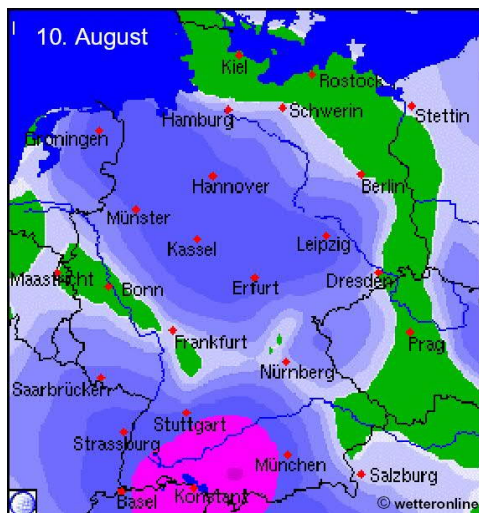 10. August
Kiel
Rostock
Hamburg
Schwerin
Stettin
Groningen
Hannover
Berlin
Münster
Kassel
Leipzig
Maastricht
Bonn
Erfurt
Dresden
Frankfurt
Nürnberg
Prag
Saarbrücken
Stuttgart
Strassburg
München
Salzburg
Basel
Konstanz
© wetteronline